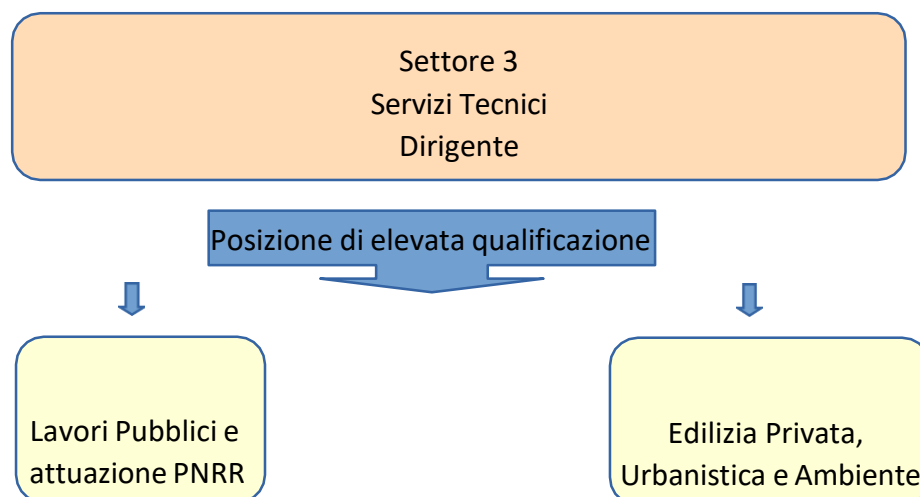 Settore 3
Servizi Tecnici
Dirigente
Posizione di elevata qualificazione
Lavori Pubblici e
attuazione PNRR
Edilizia Privata,
Urbanistica e Ambiente